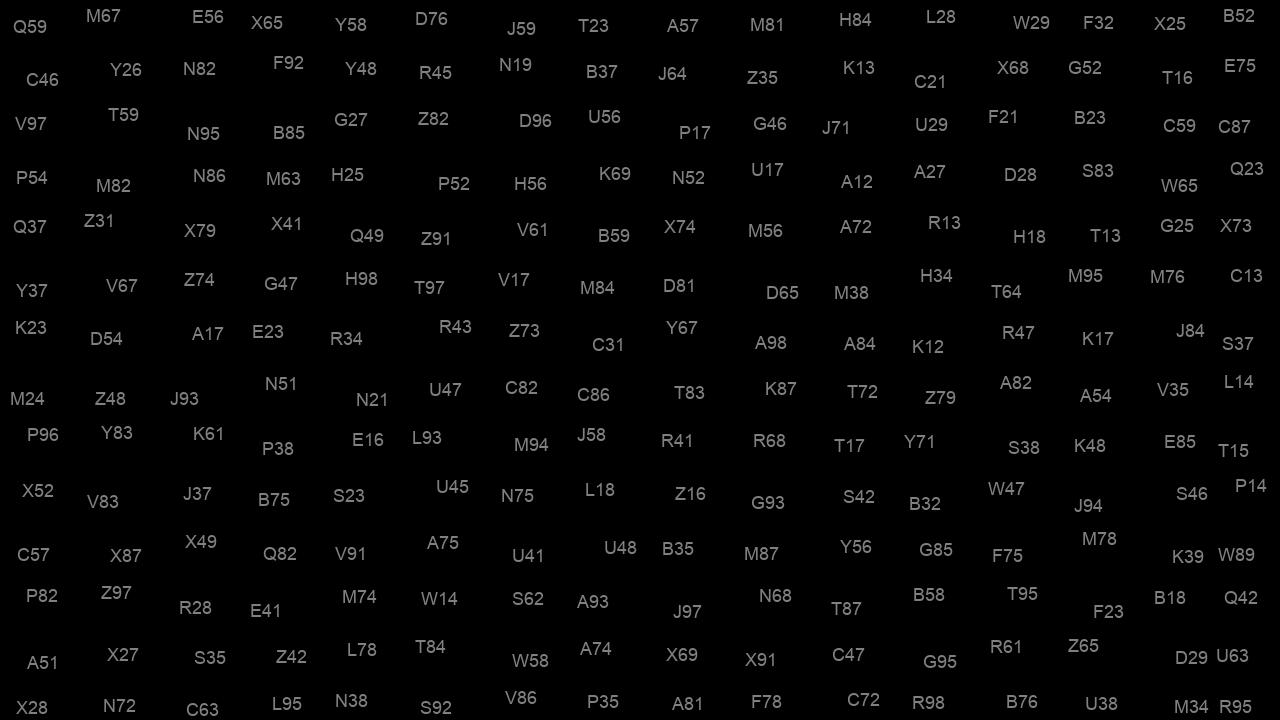 Q59 M67 E56 X65 Y58 D76 J59 T23 A57 M81 H84 L28 W29 F32 X25 B52
C46 Y26 N82 F92 Y48 R45 N19 B37 J64 Z35 K13 C21 X68 G52 T16 E75
V97 T59 N95 B85 G27 Z82 D96 U56 P17 G46 J71 U29 F21 B23 C59 C87
P54 M82 N86 M63 H25 P52 H56 K69 N52 U17 A12 A27 D28 S83 W65 Q23
Q37 Z31 X79 X41 Q49 Z91 V61 B59 X74 M56 A72 R13 H18 T13 G25 X73
Y37 V67 Z74 G47 H98 T97 V17 M84 D81 D65 M38 H34 T64 M95 M76 C13
K23 D54 A17 E23 R34 R43 Z73 C31 Y67 A98 A84 K12 R47 K17 J84 S37
M24 Z48 J93 N51 N21 U47 C82 C86 T83 K87 T72 Z79 A82 A54 V35 L14
P96 Y83 K61 P38 E16 L93 M94 J58 R41 R68 T17 Y71 S38 K48 E85 T15
X52 V83 J37 B75 S23 U45 N75 L18 Z16 G93 S42 B32 W47 J94 S46 P14
C57 X87 X49 Q82 V91 A75 U41 U48 B35 M87 Y56 G85 F75 M78 K39 W89
P82 Z97 R28 E41 M74 W14 S62 A93 J97 N68 T87 B58 T95 F23 B18 Q42
A51 X27 S35 Z42 L78 T84 W58 A74 X69 X91 C47 G95 R61 Z65 D29 U63
X28 N72 C63 L95 N38 S92 V86 P35 A81 F78 C72 R98 B76 U38 M34 R95